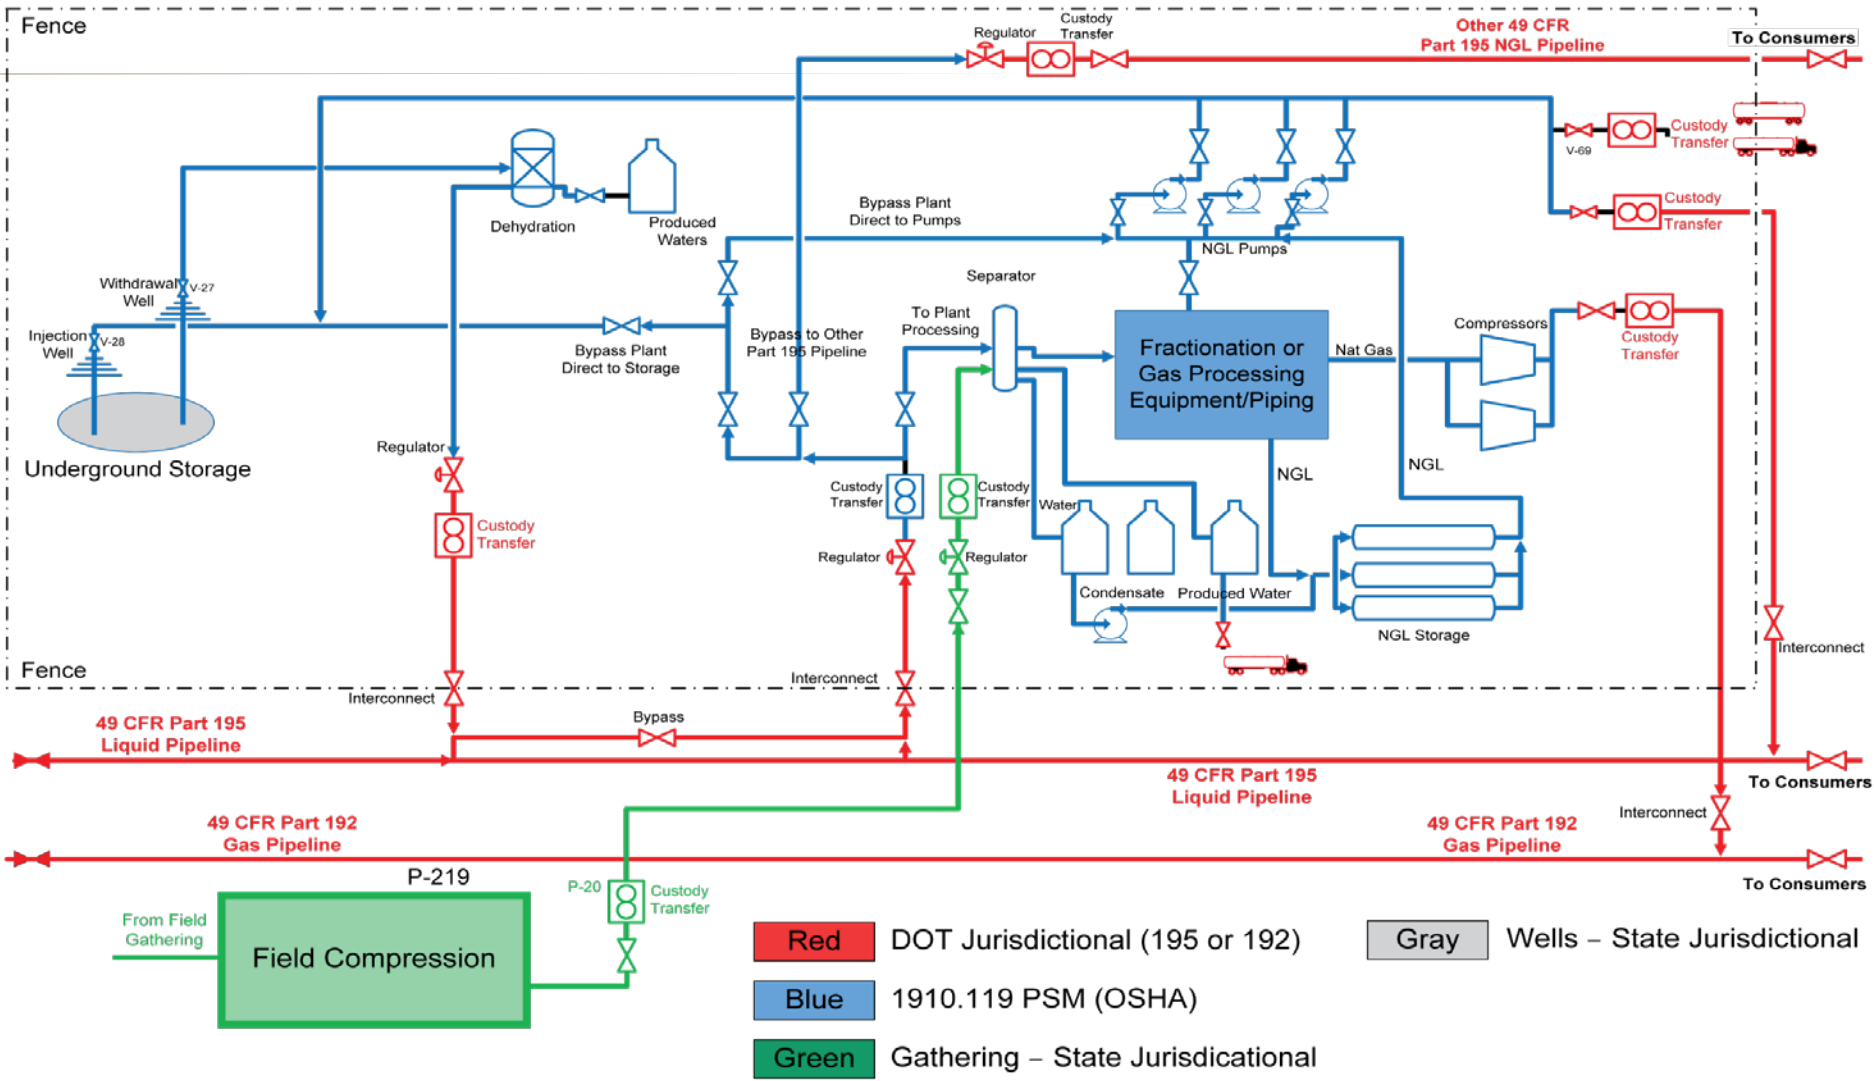 Fence
Regulator
Custody
Transfer
Other 49 CFR
Part 195 NGL Pipeline
To Consumers
V-69
Custody
Transfer
Custody
Transfer
Dehydration
Produced
Waters
Bypass Plant
Direct to Pumps
NGL Pumps
Separator
Withdrawal
Well
V-27
Injection
Well
V-28
Underground Storage
Bypass Plant
Direct to Storage
Bypass to Other
Part 195 Pipeline
To Plant
Processing
Fractionation or
Gas Processing
Equipment/Piping
Nat Gas
Compressors
Custody
Transfer
Regulator
Custody
Transfer
Custody
Transfer
Regulator
Custody
Transfer
Regulator
Water
NGL
NGL
Condensate
Produced Water
NGL Storage
Interconnect
Fence
Interconnect
Interconnect
Bypass
49 CFR Part 195
Liquid Pipeline
49 CFR Part 195
Liquid Pipeline
To Consumers
Interconnect
49 CFR Part 192
Gas Pipeline
49 CFR Part 192
Gas Pipeline
To Consumers
P-219
P-20
Custody
Transfer
From Field
Gathering
Field Compression
Red
DOT Jurisdictional (195 or 192)
Gray
Wells – State Jurisdictional
Blue
1910.119 PSM (OSHA)
Green
Gathering – State Jurisdicational